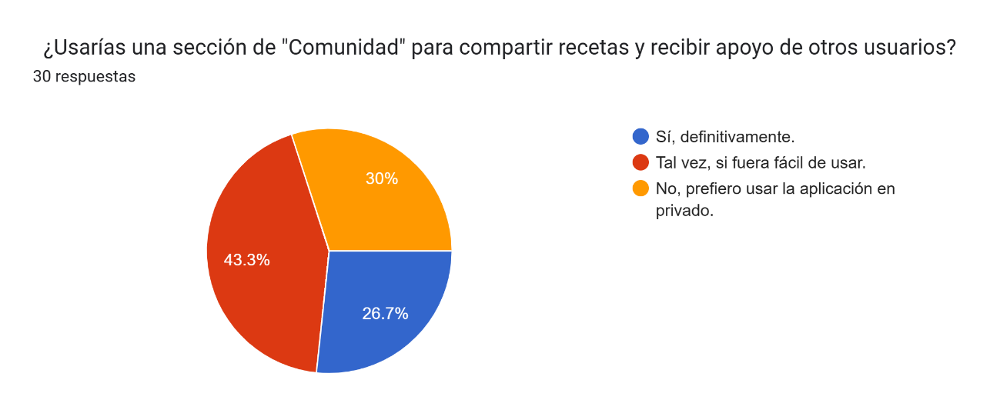 ¿Usarías una sección de "Comunidad" para compartir recetas y recibir apoyo de otros usuarios?
30 respuestas
Sí, definitivamente.
Tal vez, si fuera fácil de usar.
No, prefiero usar la aplicación en
privado.
30%
43.3%
26.7%